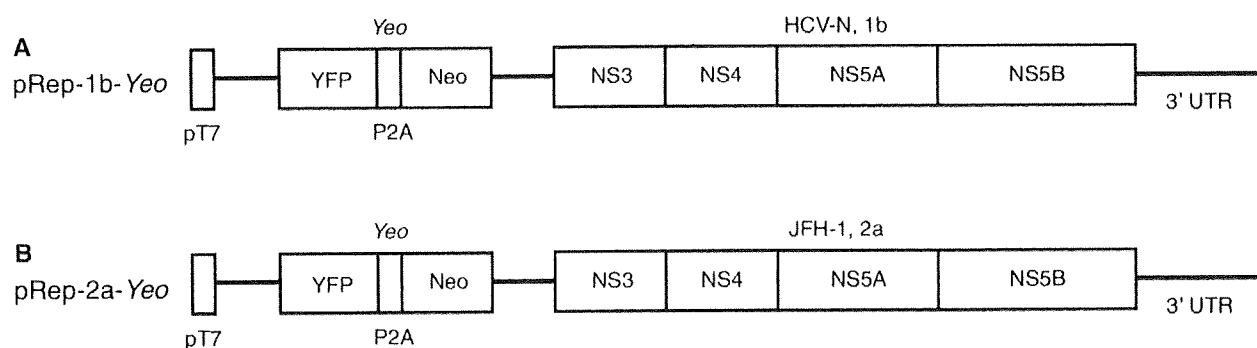 Yeo
HCV-N, 1b
A
pRep-1b-Yeo
YFP
Neo
NS3
NS4
NS5A
NS5B
3' UTR
pT7
P2A
Yeo
JFH-1, 2a
B
pRep-2a-Yeo
YFP
Neo
NS3
NS4
NS5A
NS5B
3' UTR
pT7
P2A